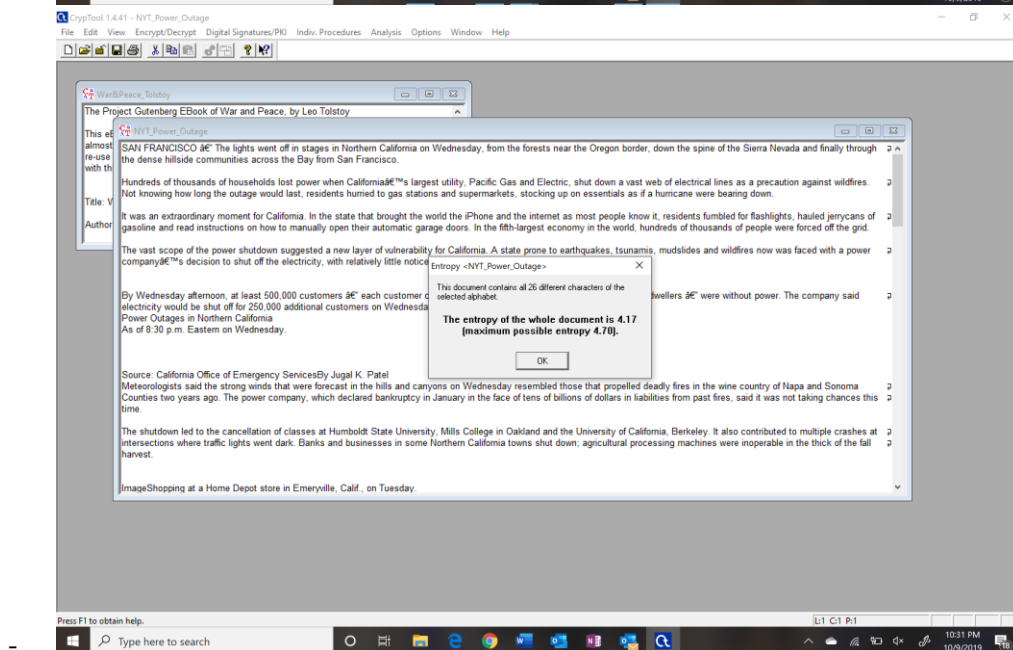 10/9/2019
CrypTool 1.4.41 - NYT_Power_Outage
File Edit View Encrypt/Decrypt Digital Signatures/PKI Indiv. Procedures Analysis Options Window Help
War&Peace_Tolstoy
The Project Gutenberg EBook of War and Peace, by Leo Tolstoy
This eB
almost
re-use
with th
Title: V
Author
NYT_Power_Outage
SAN FRANCISCO â€” The lights went off in stages in Northern California on Wednesday, from the forests near the Oregon border, down the spine of the Sierra Nevada and finally through
the dense hillside communities across the Bay from San Francisco.
Hundreds of thousands of households lost power when Californiaâ€™s largest utility, Pacific Gas and Electric, shut down a vast web of electrical lines as a precaution against wildfires.
Not knowing how long the outage would last, residents hurried to gas stations and supermarkets, stocking up on essentials as if a hurricane were bearing down.
It was an extraordinary moment for California. In the state that brought the world the iPhone and the internet as most people know it, residents fumbled for flashlights, hauled jerrycans of
gasoline and read instructions on how to manually open their automatic garage doors. In the fifth-largest economy in the world, hundreds of thousands of people were forced off the grid.
The vast scope of the power shutdown suggested a new layer of vulnerability for California. A state prone to earthquakes, tsunamis, mudslides and wildfires now was faced with a power
companyâ€™s decision to shut off the electricity, with relatively little notice
By Wednesday afternoon, at least 500,000 customers â€” each customer c dwellers â€” were without power. The company said
electricity would be shut off for 250,000 additional customers on Wednesda
Power Outages in Northern California
As of 8:30 p.m. Eastern on Wednesday.
Source: California Office of Emergency ServicesBy Jugal K. Patel
Meteorologists said the strong winds that were forecast in the hills and canyons on Wednesday resembled those that propelled deadly fires in the wine country of Napa and Sonoma
Counties two years ago. The power company, which declared bankruptcy in January in the face of tens of billions of dollars in liabilities from past fires, said it was not taking chances this
time.
The shutdown led to the cancellation of classes at Humboldt State University, Mills College in Oakland and the University of California, Berkeley. It also contributed to multiple crashes at
intersections where traffic lights went dark. Banks and businesses in some Northern California towns shut down; agricultural processing machines were inoperable in the thick of the fall
harvest.
ImageShopping at a Home Depot store in Emeryville, Calif., on Tuesday.
Entropy <NYT_Power_Outage>
This document contains all 26 different characters of the
selected alphabet.
The entropy of the whole document is 4.17
(maximum possible entropy 4.70).
OK
Press F1 to obtain help.
L:1 C:1 P:1
Type here to search
10:31 PM
10/9/2019
18